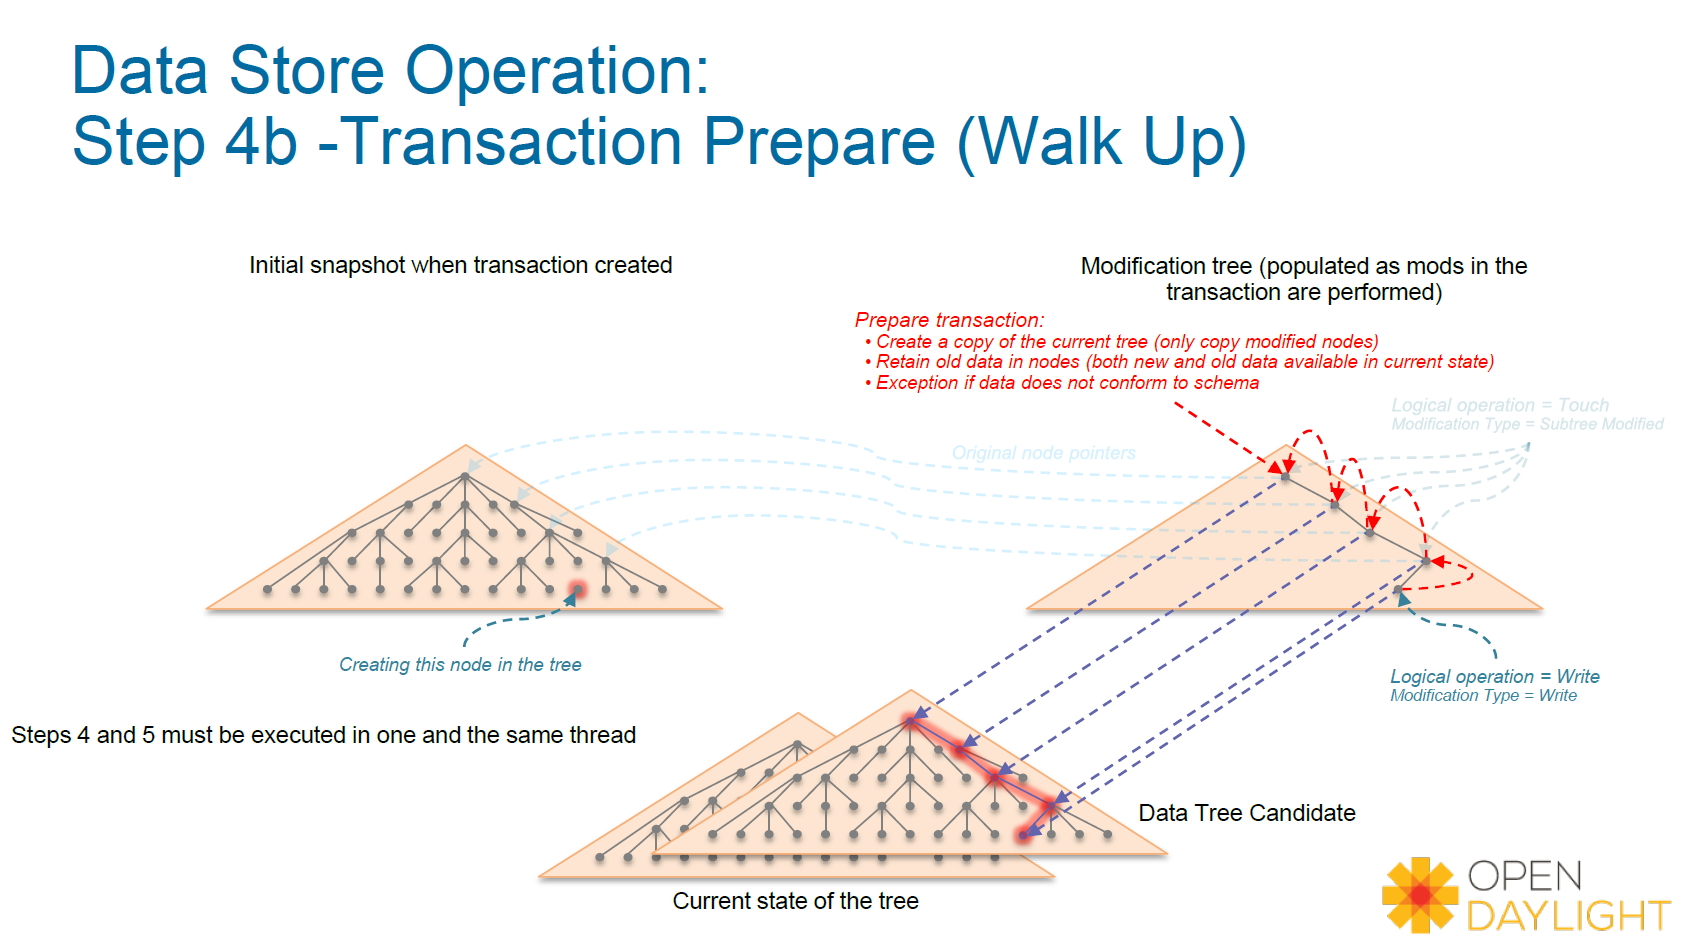 Data Store Operation:
Step 4b -Transaction Prepare (Walk Up)
Initial snapshot when transaction created
Modification tree (populated as mods in the
transaction are performed)
Prepare transaction:
• Create a copy of the current tree (only copy modified nodes)
• Retain old data in nodes (both new and old data available in current state)
• Exception if data does not conform to schema
Logical operation = Touch
Modification Type = Subtree Modified
Original node pointers
Creating this node in the tree
Logical operation = Write
Modification Type = Write
Steps 4 and 5 must be executed in one and the same thread
Data Tree Candidate
Current state of the tree
OPEN
DAYLIGHT